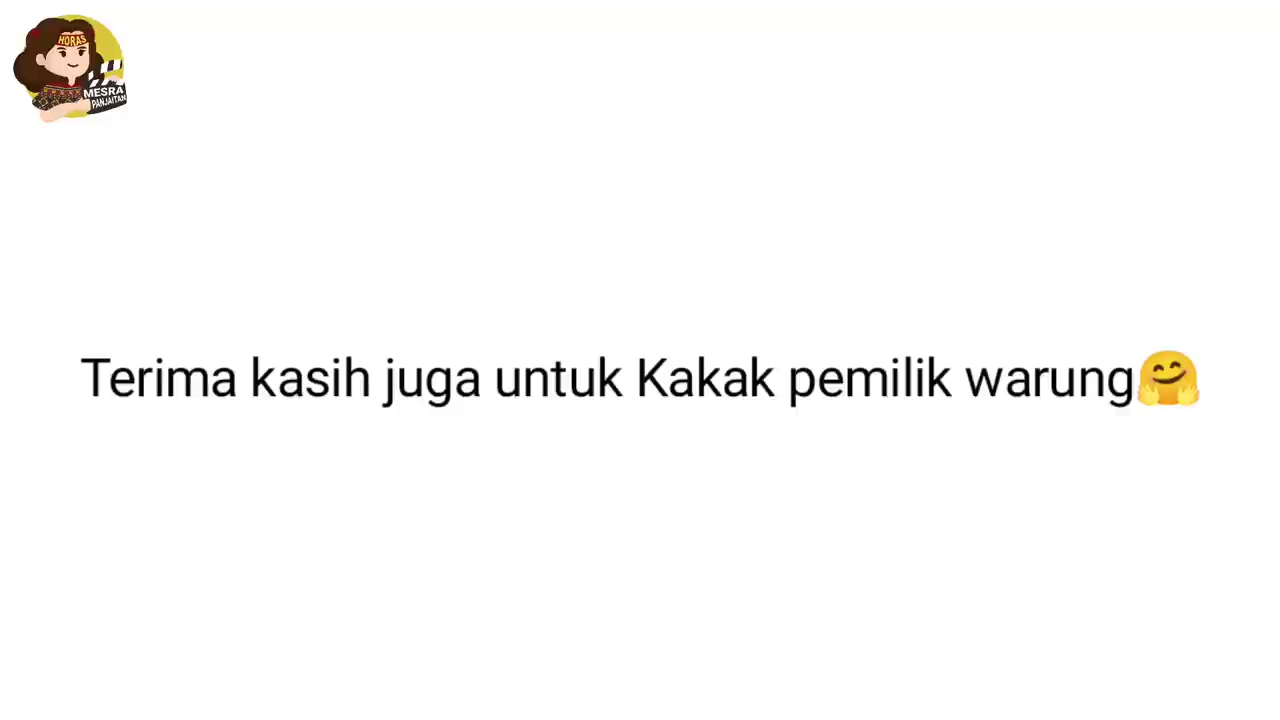 HORAS
MESRA
PANJAITAN
Terima kasih juga untuk Kakak pemilik warung🤗